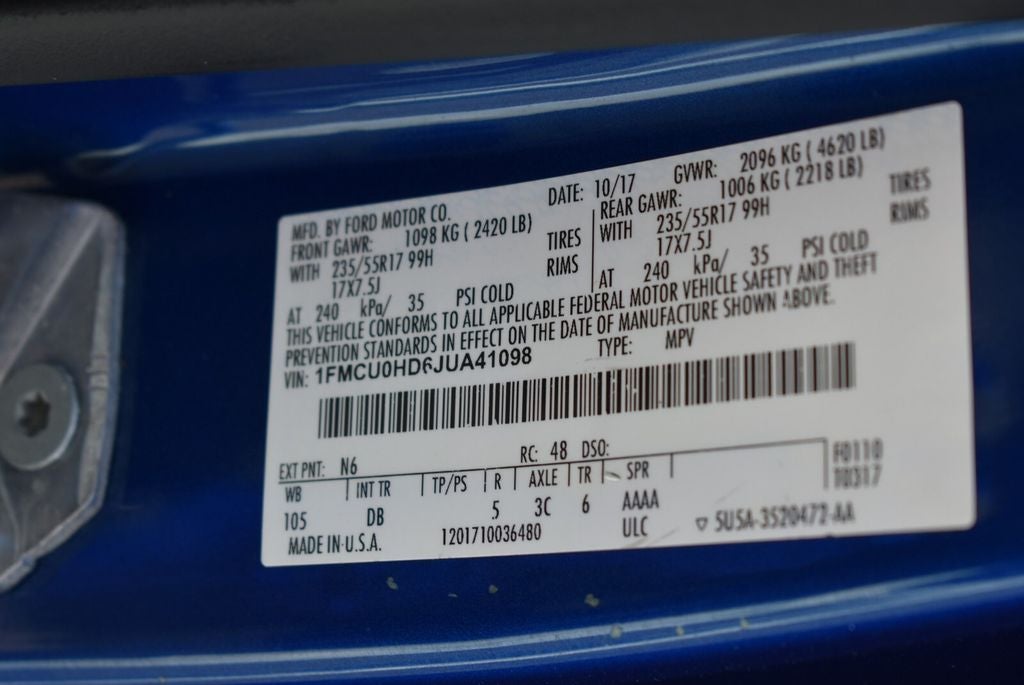 MFD. BY FORD MOTOR CO.
DATE: 10/17 GVWR: 2096 KG ( 4620 LB)
FRONT GAWR: 1098 KG ( 2420 LB)
REAR GAWR: 1006 KG ( 2218 LB)
WITH 235/55R17 99H TIRES
WITH 235/55R17 99H TIRES
17X7.5J RIMS
17X7.5J RIMS
AT 240 kPa/ 35 PSI COLD
AT 240 kPa/ 35 PSI COLD
THIS VEHICLE CONFORMS TO ALL APPLICABLE FEDERAL MOTOR VEHICLE SAFETY AND THEFT
PREVENTION STANDARDS IN EFFECT ON THE DATE OF MANUFACTURE SHOWN ABOVE.
VIN: 1FMCU0HD6JUA41098 TYPE: MPV
EXT PNT: N6 RC: 48 DSO: F0110
WB INT TR TP/PS R AXLE TR SPR T0317
105 DB 5 3C 6 AAAA
MADE IN U.S.A. 1201710036480 ULC 5U5A-3520472-AA